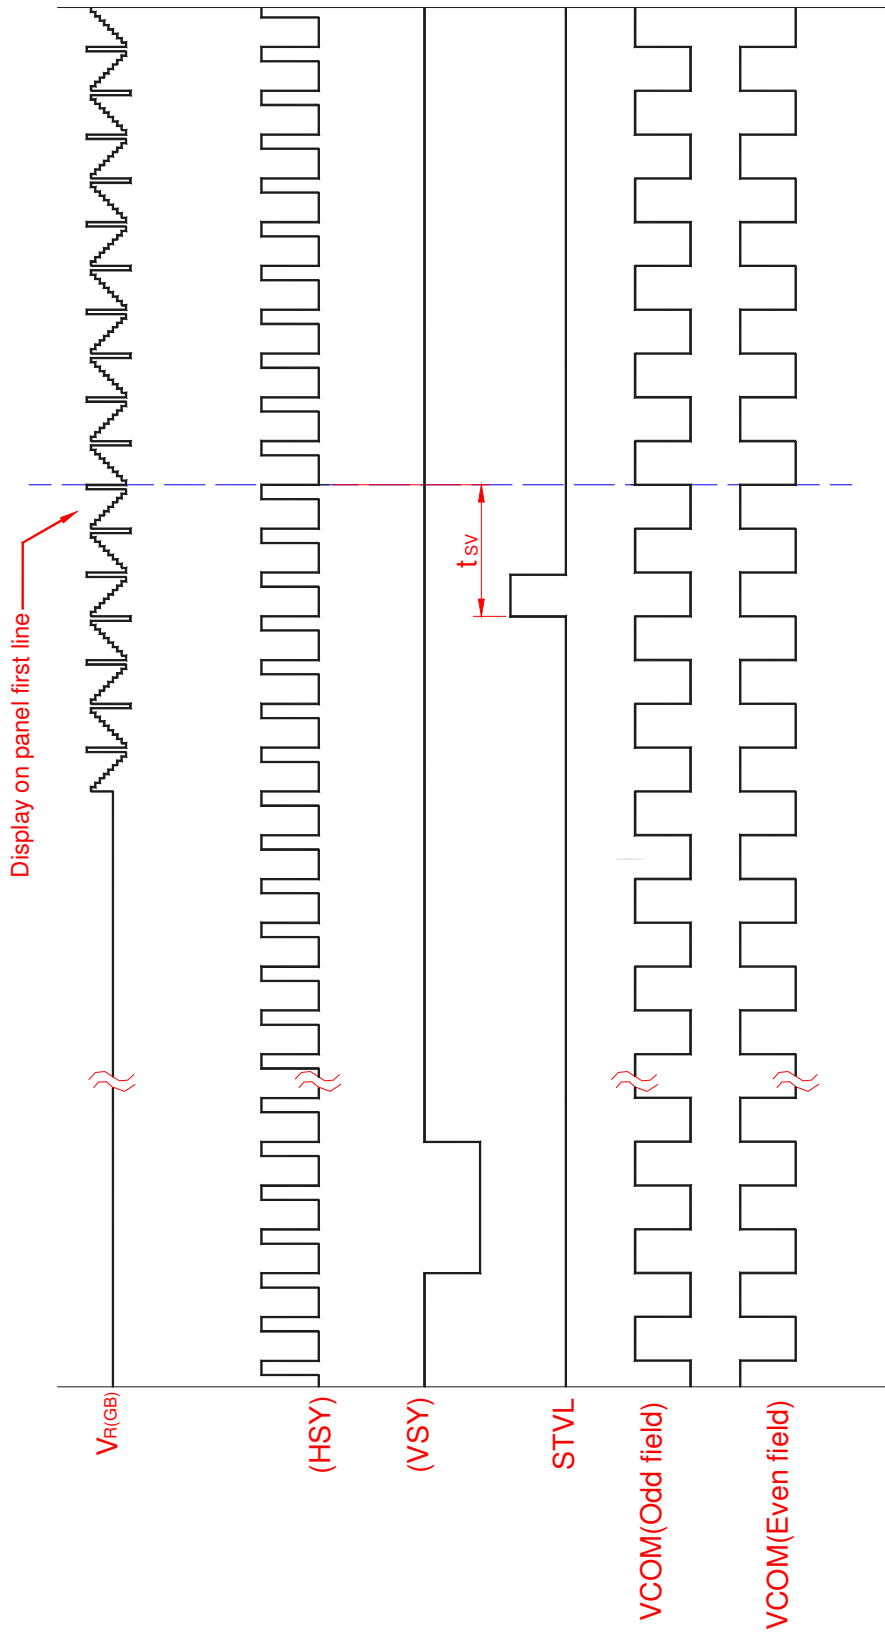 Display on panel first line
tsv
VR(GB)
(HSY)
(VSY)
STVL
VCOM(Odd field)
VCOM(Even field)